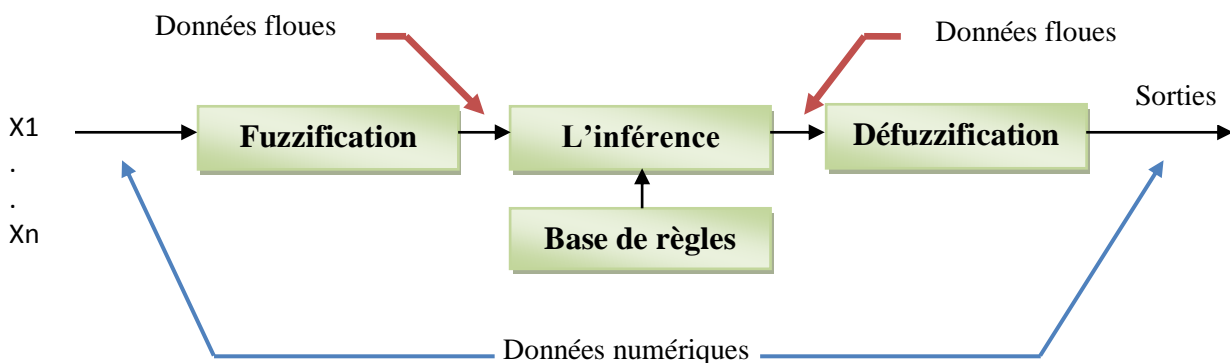 Données floues
Données floues
Sorties
X1
Fuzzification
L'inférence
Défuzzification
.
.
Xn
Base de règles
Données numériques